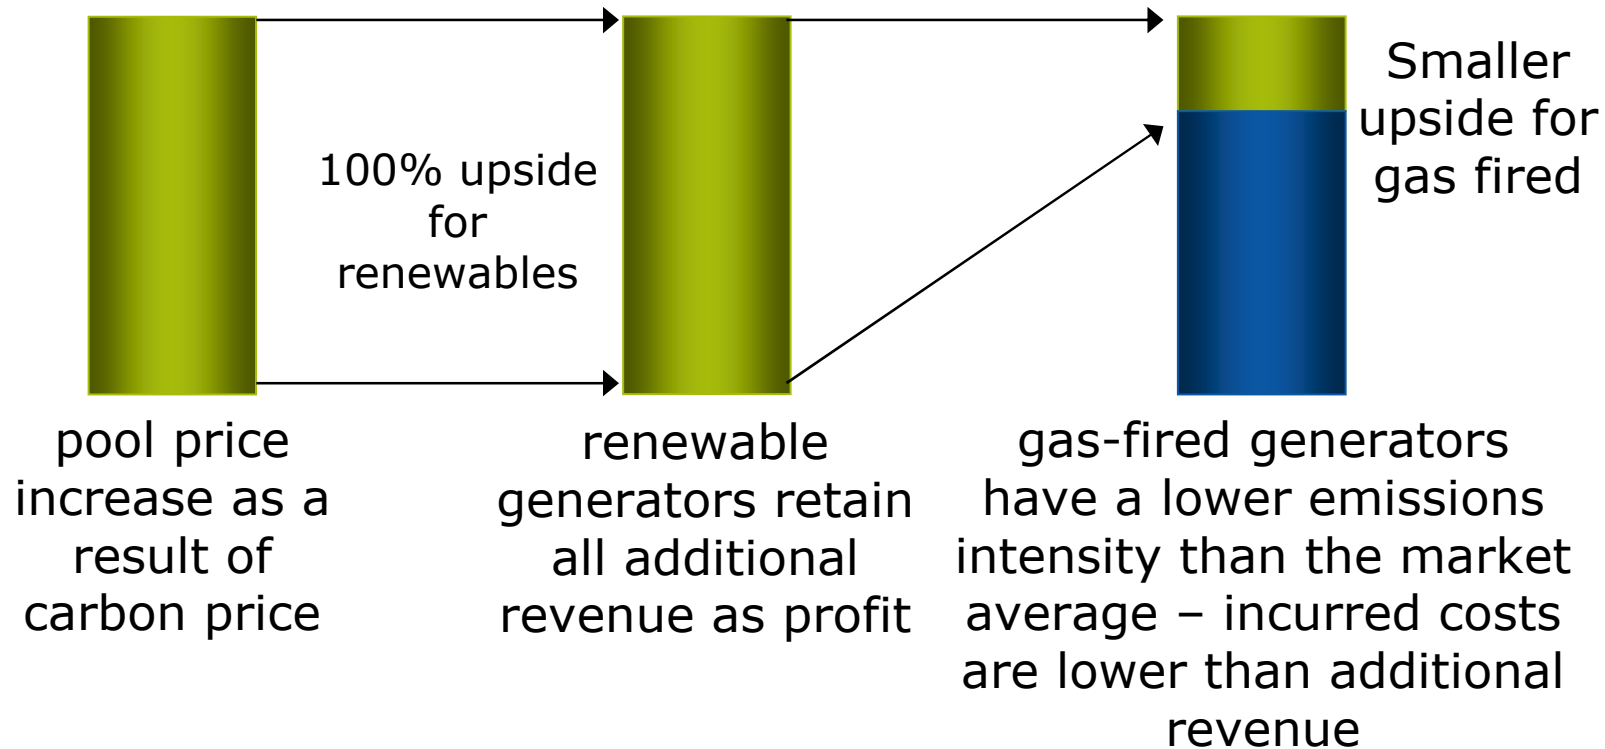 100% upside
for
renewables
Smaller
upside for
gas fired
pool price
increase as a
result of
carbon price
renewable
generators retain
all additional
revenue as profit
gas-fired generators
have a lower emissions
intensity than the market
average – incurred costs
are lower than additional
revenue